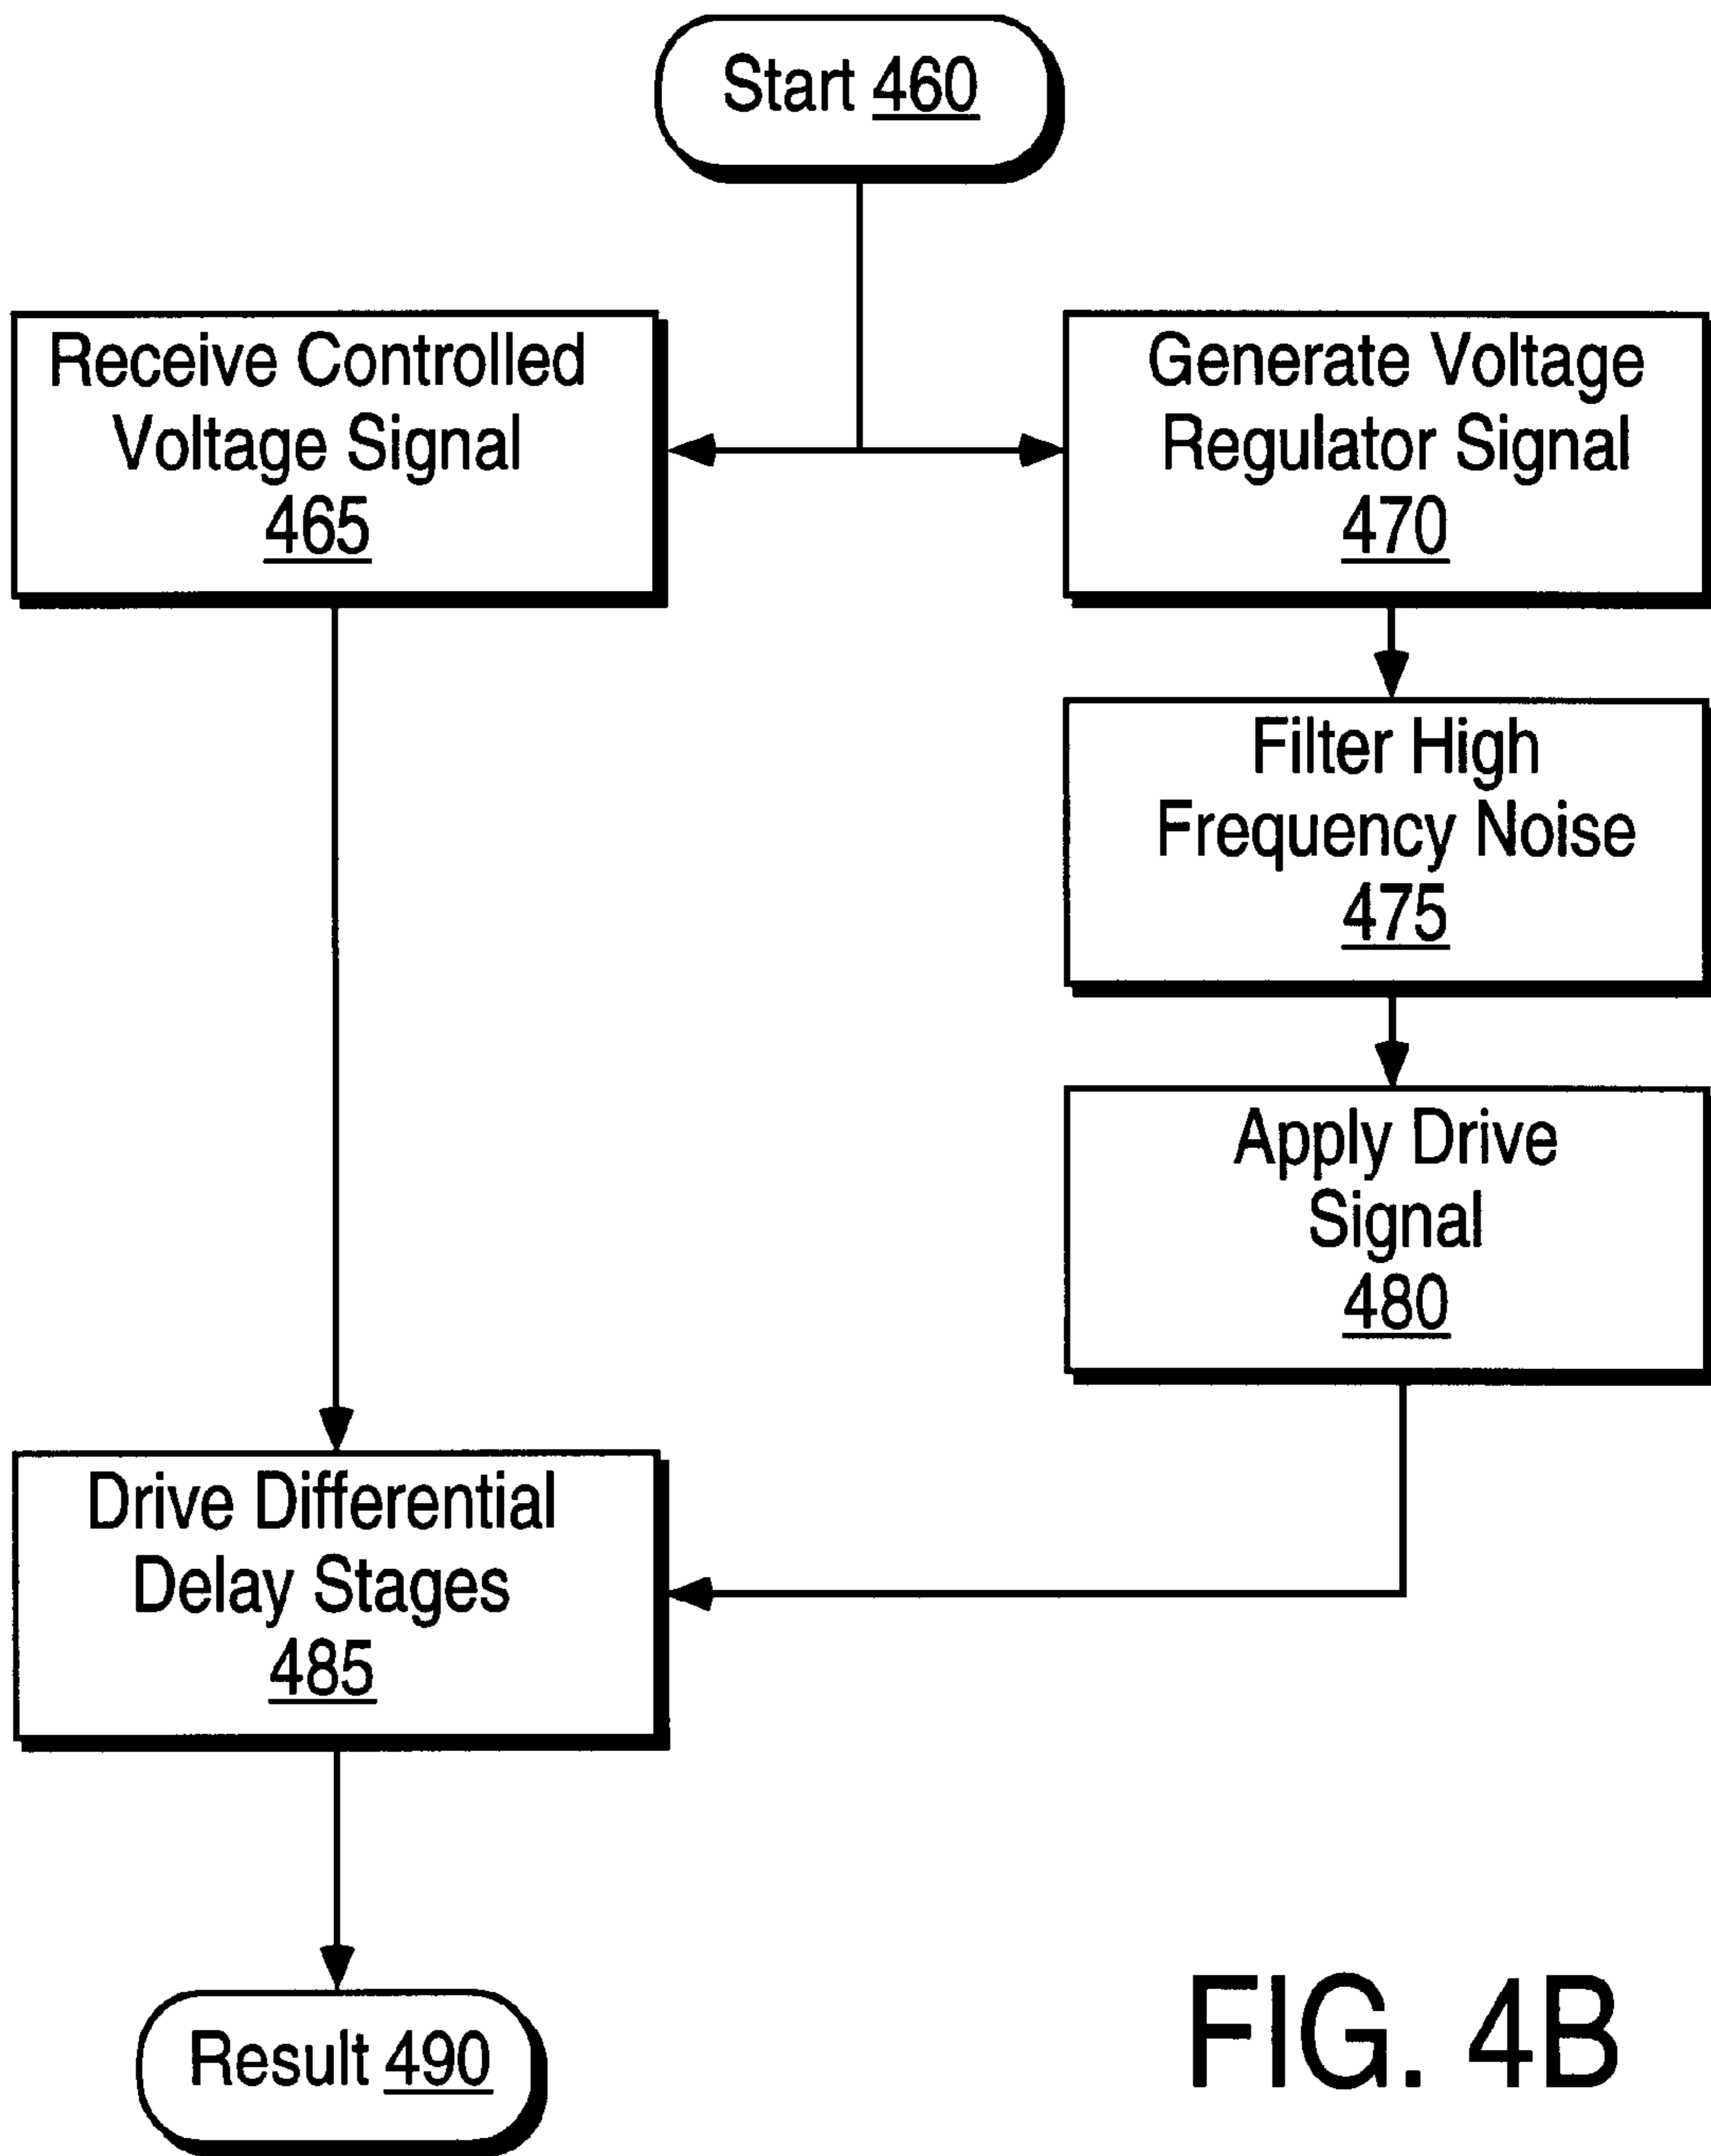 Start 460
Receive Controlled
Voltage Signal
465
Generate Voltage
Regulator Signal
470
Filter High
Frequency Noise
475
Apply Drive
Signal
480
Drive Differential
Delay Stages
485
Result 490
FIG. 4B